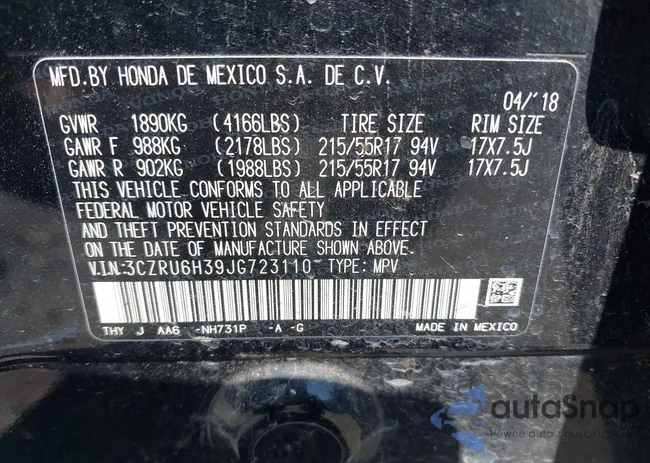 MFD.BY HONDA DE MEXICO S.A. DE C.V.
04/'18
GVWR 1890KG (4166LBS) TIRE SIZE RIM SIZE
GAWR F 988KG (2178LBS) 215/55R17 94V 17X7.5J
GAWR R 902KG (1988LBS) 215/55R17 94V 17X7.5J
THIS VEHICLE CONFORMS TO ALL APPLICABLE
FEDERAL MOTOR VEHICLE SAFETY
AND THEFT PREVENTION STANDARDS IN EFFECT
ON THE DATE OF MANUFACTURE SHOWN ABOVE.
V.I.N:3CZRU6H39JG723110 TYPE: MPV
THY J AA6 -NH731P -A -G MADE IN MEXICO
autoSnap
Pewne auto z aukcji